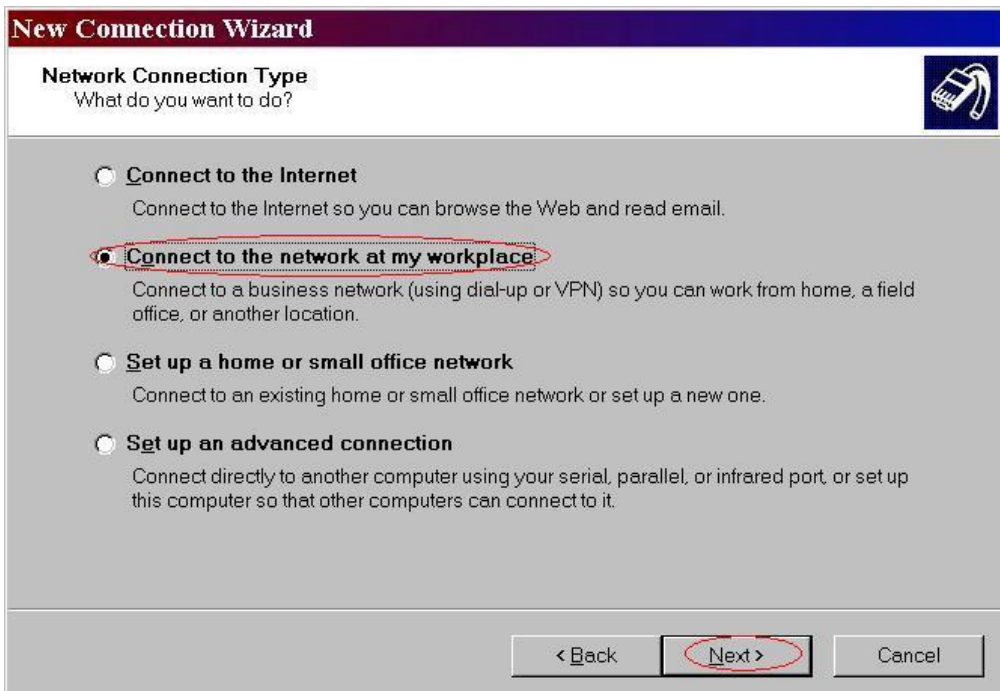 New Connection Wizard
Network Connection Type
What do you want to do?
Connect to the Internet
Connect to the Internet so you can browse the Web and read email.
Connect to the network at my workplace
Connect to a business network (using dial-up or VPN) so you can work from home, a field
office, or another location.
Set up a home or small office network
Connect to an existing home or small office network or set up a new one.
Set up an advanced connection
Connect directly to another computer using your serial, parallel, or infrared port, or set up
this computer so that other computers can connect to it.
< Back
Next >
Cancel